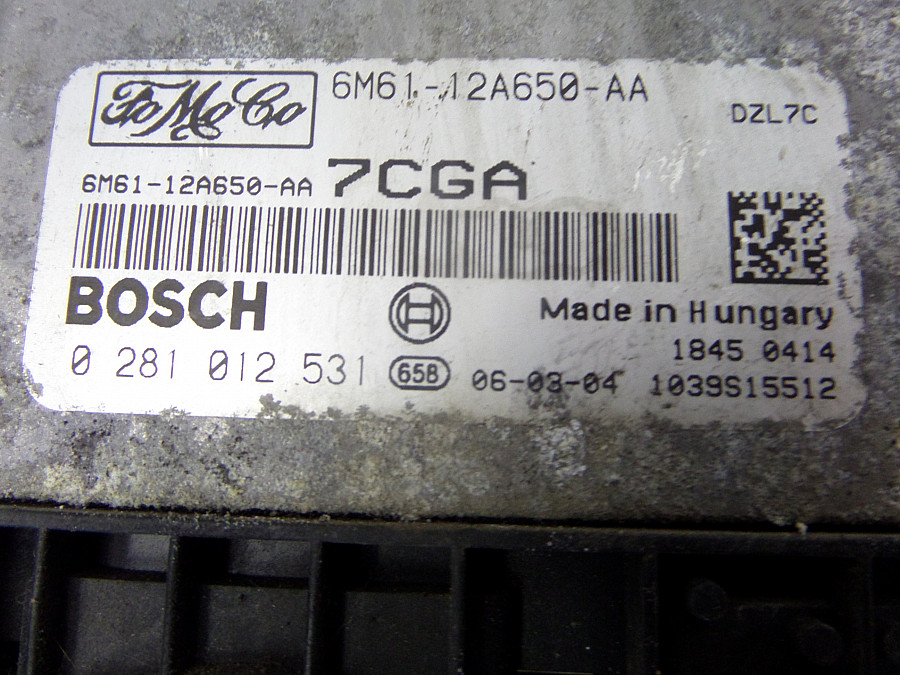 FoMoCo 6M61-12A650-AA
DZL7C
6M61-12A650-AA 7CGA
BOSCH
Made in Hungary
1845 0414
0 281 012 531 658 06-03-04 1039S15512